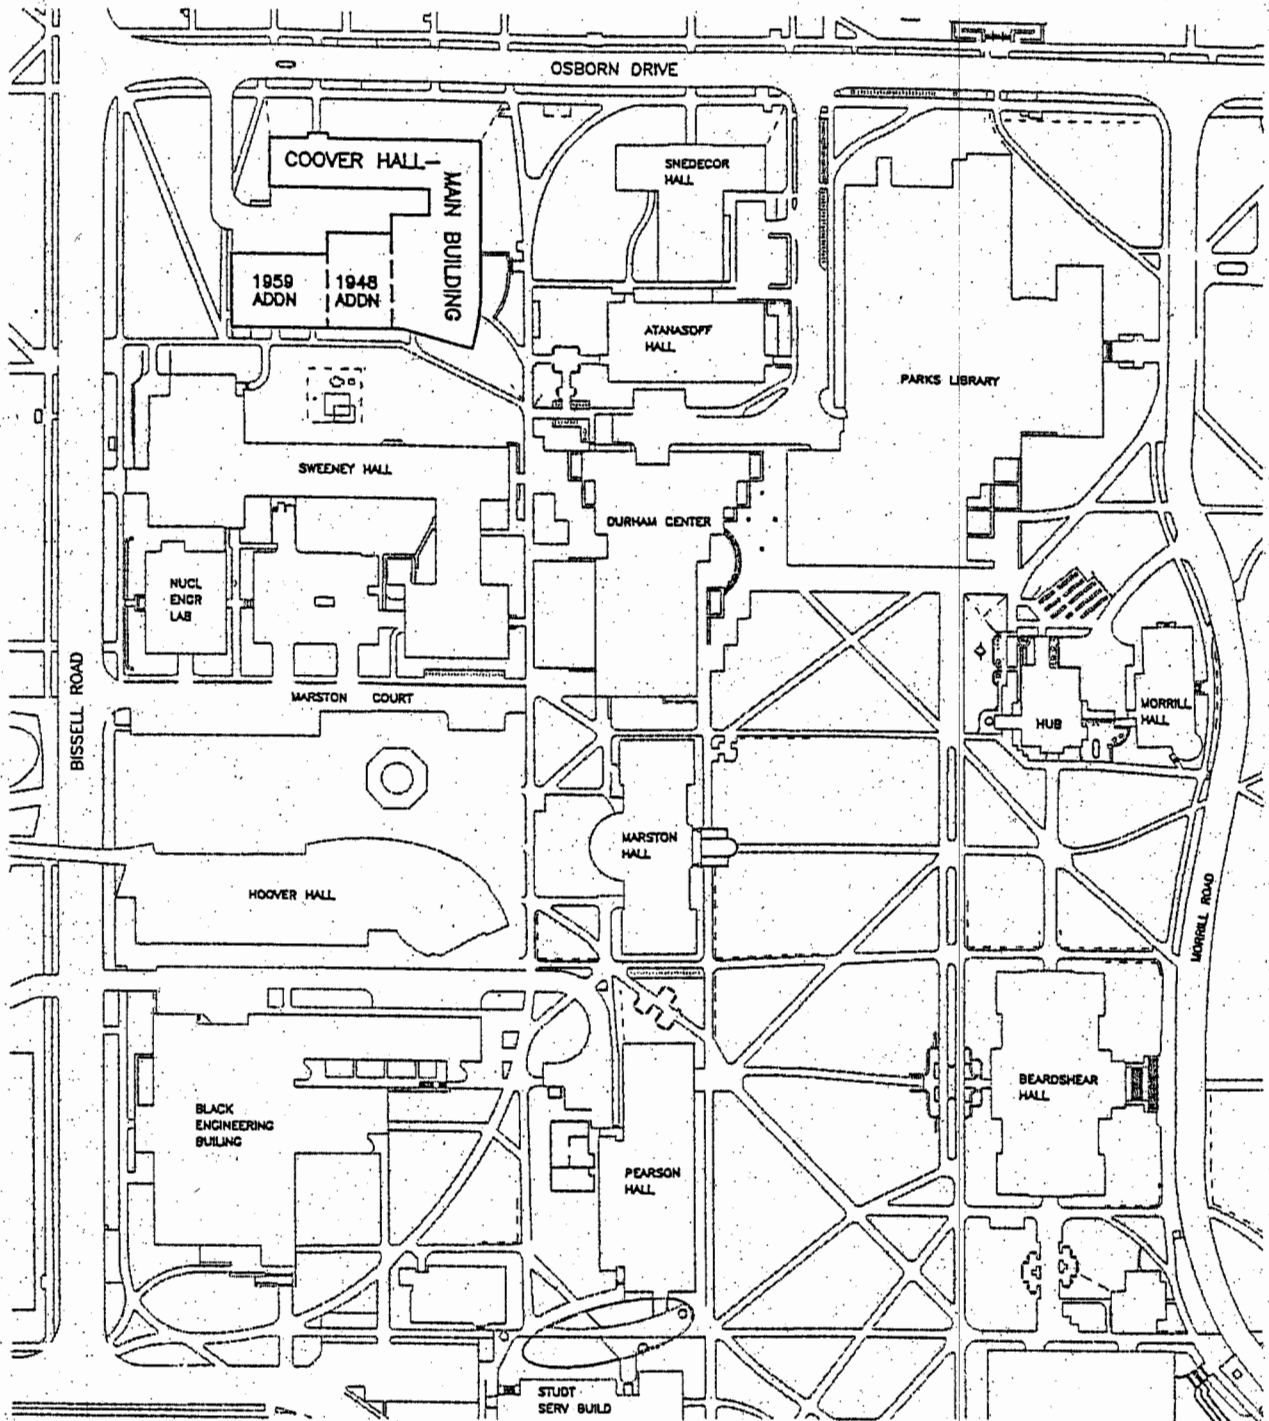 OSBORN DRIVE
COOVER HALL–
MAIN BUILDING
SNEDECOR
HALL
1959
ADDN
1948
ADDN
ATANASOFF
HALL
PARKS LIBRARY
SWEENEY HALL
DURHAM CENTER
NUCL
ENGR
LAB
BISSELL ROAD
MARSTON COURT
HUB
MORRILL
HALL
MARSTON
HALL
HOOVER HALL
MORRILL ROAD
BEARDSHEAR
HALL
BLACK
ENGINEERING
BUILING
PEARSON
HALL
STUDT
SERV BUILD